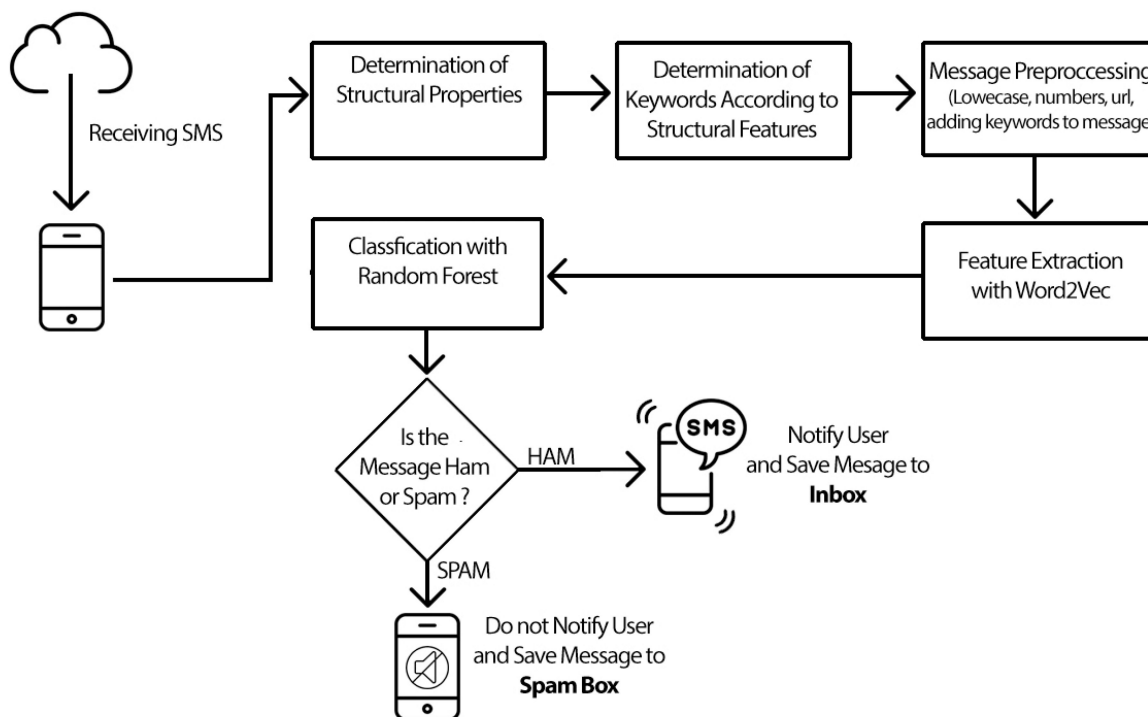 Receiving SMS
Determination of
Structural Properties
Determination of
Keywords According to
Structural Features
Message Preproccessing
(Lowecase, numbers, url,
adding keywords to message
Feature Extraction
with Word2Vec
Classfication with
Random Forest
Is the
Message Ham
or Spam ?
HAM
SMS
Notify User
and Save Mesage to
Inbox
SPAM
Do not Notify User
and Save Message to
Spam Box